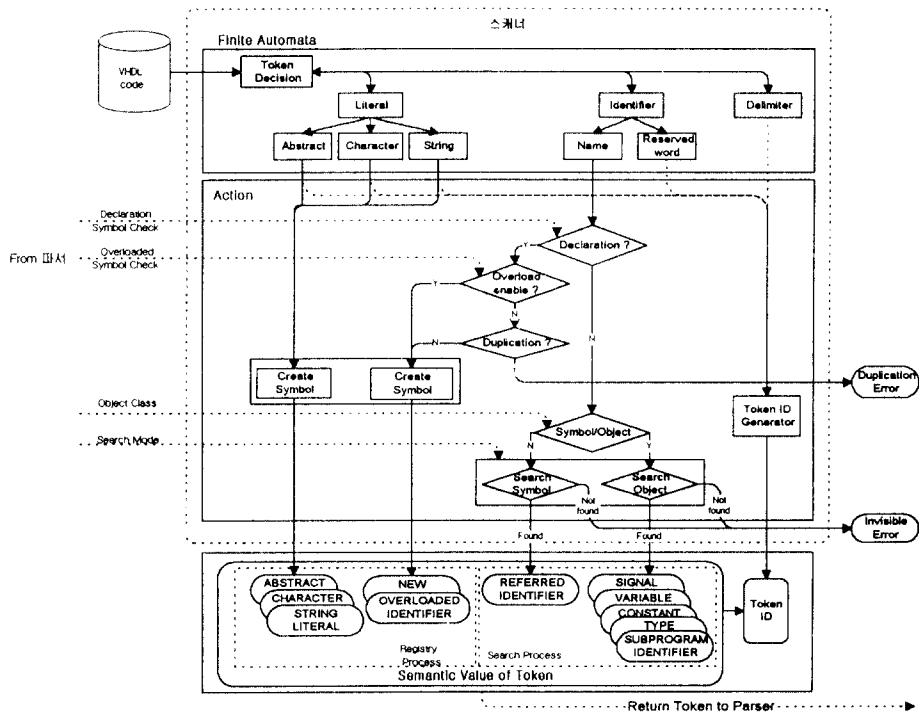 스캐너
Finite Automata
VHDL
code
Token
Decision
Literal
Identifier
Delimiter
Abstract
Character
String
Name
Reserved
word
Action
Declaration
Symbol Check
From 파서
Overloaded
Symbol Check
Declaration ?
Y
Overload
enable ?
Y
N
N
Duplication ?
N
Create
Symbol
Create
Symbol
Duplication
Error
Object Class
Token ID
Generator
Symbol/Object
Search Mode
N
Y
Search
Symbol
Search
Object
Not
found
Not
found
Invisible
Error
Found
Found
ABSTRACT
CHARACTER
STRING
LITERAL
NEW
OVERLOADED
IDENTIFIER
REFERRED
IDENTIFIER
SIGNAL
VARIABLE
CONSTANT
TYPE
SUBPROGRAM
IDENTIFIER
Token
ID
Registry
Process
Search Process
Semantic Value of Token
Return Token to Parser